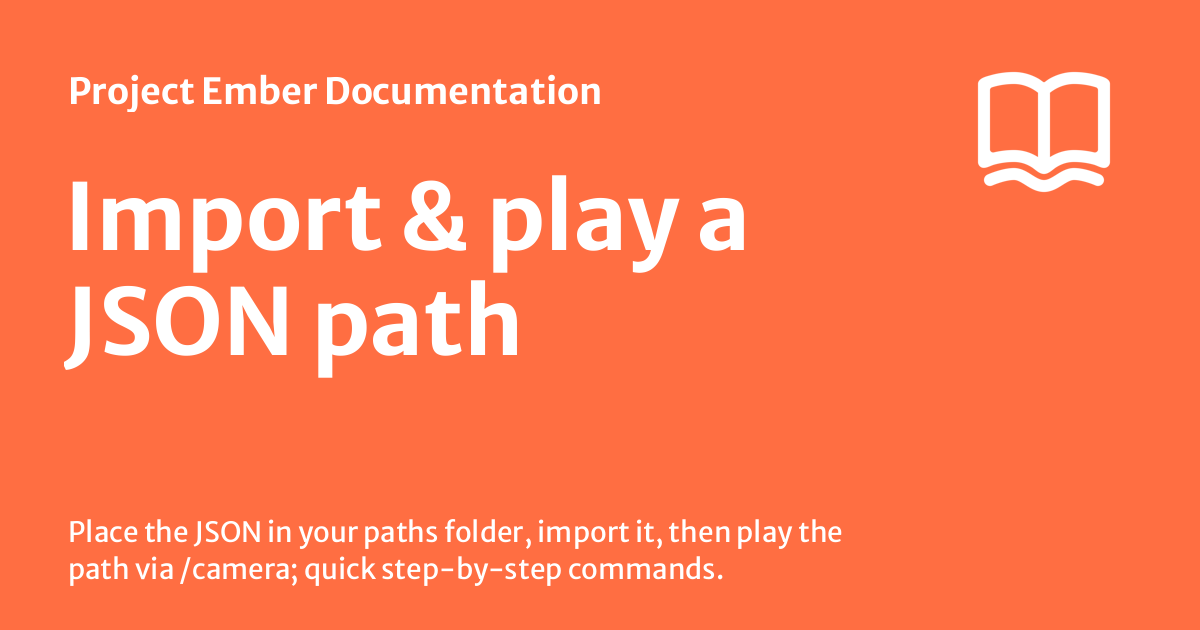 Project Ember Documentation
Import & play a
JSON path
Place the JSON in your paths folder, import it, then play the
path via /camera; quick step-by-step commands.